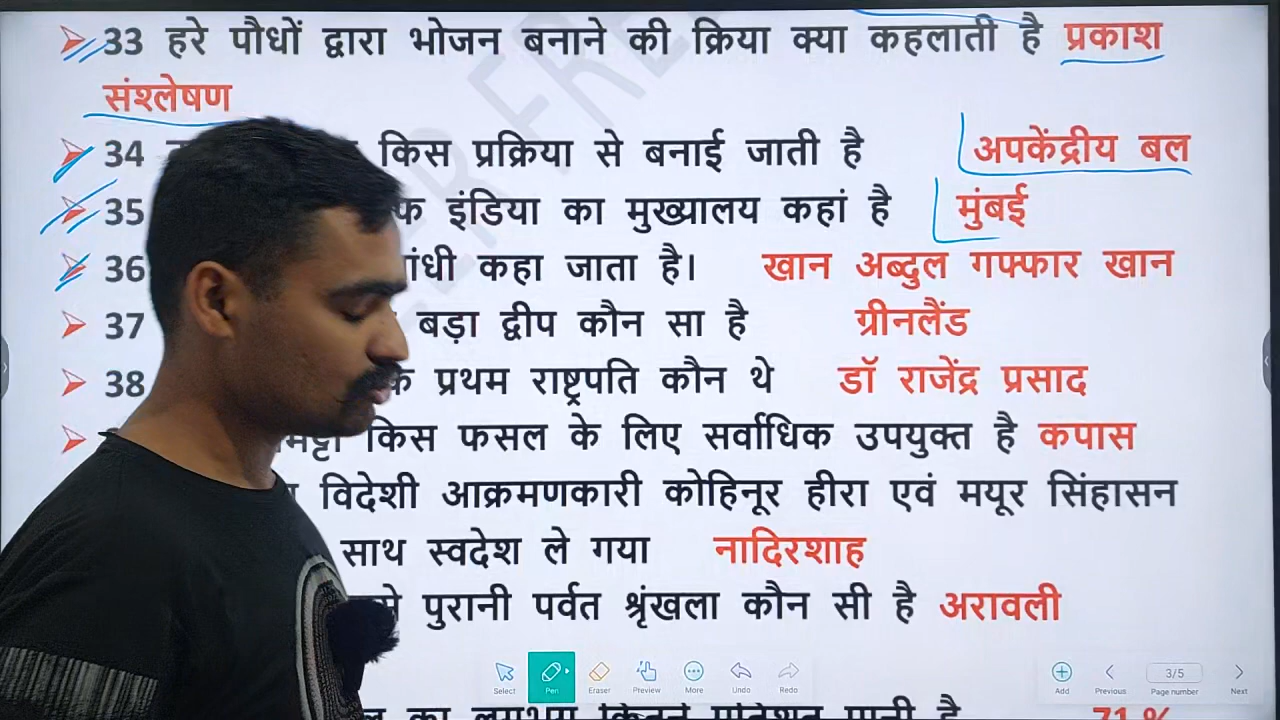 33 हरे पौधों द्वारा भोजन बनाने की क्रिया क्या कहलाती है प्रकाश
संश्लेषण
34 किस प्रक्रिया से बनाई जाती है अपकेंद्रीय बल
35 इंडिया का मुख्यालय कहां है मुंबई
36 कहा जाता है। खान अब्दुल गफ्फार खान
37 बड़ा द्वीप कौन सा है ग्रीनलैंड
38 प्रथम राष्ट्रपति कौन थे डॉ राजेंद्र प्रसाद
किस फसल के लिए सर्वाधिक उपयुक्त है कपास
विदेशी आक्रमणकारी कोहिनूर हीरा एवं मयूर सिंहासन
साथ स्वदेश ले गया नादिरशाह
पुरानी पर्वत श्रृंखला कौन सी है अरावली
Select Pen Eraser Preview More Undo Redo Add Previous 3/5 Page number Next
71 %